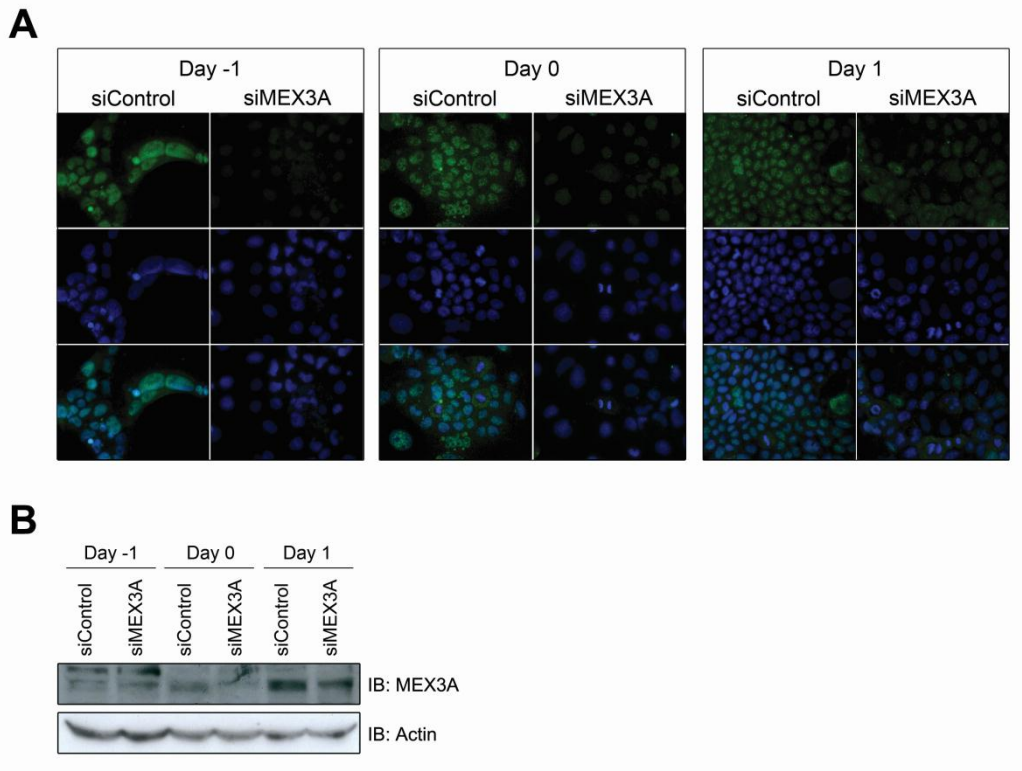 A
Day -1
siControl siMEX3A
Day 0
siControl siMEX3A
Day 1
siControl siMEX3A
B
Day -1 Day 0 Day 1
siControl siMEX3A siControl siMEX3A siControl siMEX3A
IB: MEX3A
IB: Actin